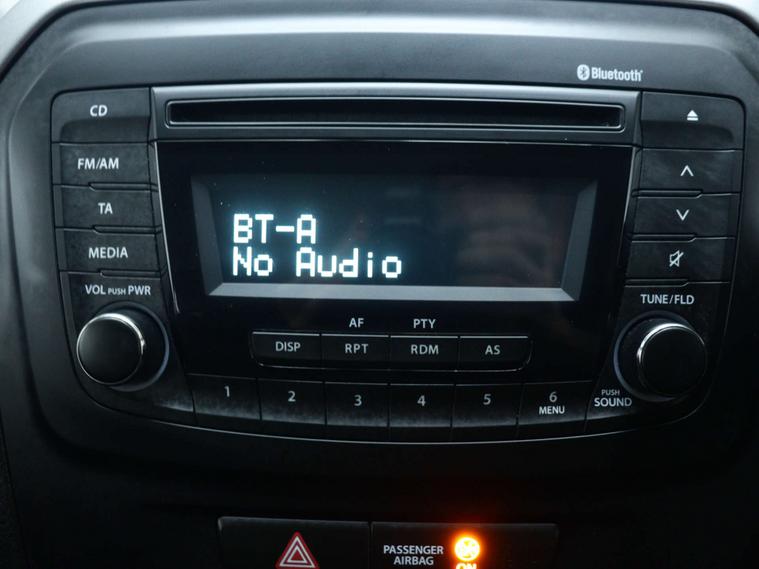 Bluetooth
CD
FM/AM
TA
MEDIA
VOL PUSH PWR
BT-A
No Audio
TUNE/FLD
AF PTY
DISP RPT RDM AS
1 2 3 4 5 6
MENU
PUSH
SOUND
PASSENGER
AIRBAG
ON